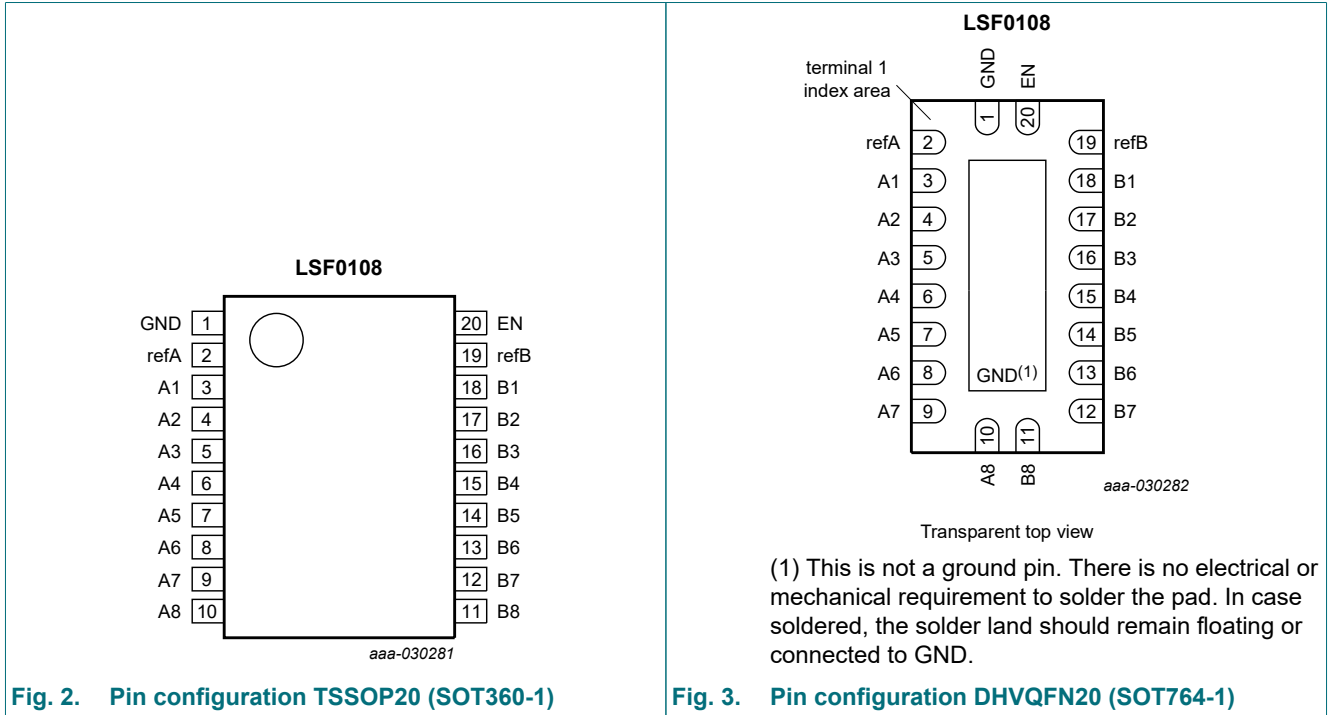 LSF0108
GND 1 20 EN
refA 2 19 refB
A1 3 18 B1
A2 4 17 B2
A3 5 16 B3
A4 6 15 B4
A5 7 14 B5
A6 8 13 B6
A7 9 12 B7
A8 10 11 B8
aaa-030281
Fig. 2. Pin configuration TSSOP20 (SOT360-1)
LSF0108
terminal 1
index area
GND EN
1 20
refA 2 19 refB
A1 3 18 B1
A2 4 17 B2
A3 5 16 B3
A4 6 15 B4
A5 7 14 B5
A6 8 GND(1) 13 B6
A7 9 12 B7
10 11
A8 B8
aaa-030282
Transparent top view
(1) This is not a ground pin. There is no electrical or
mechanical requirement to solder the pad. In case
soldered, the solder land should remain floating or
connected to GND.
Fig. 3. Pin configuration DHVQFN20 (SOT764-1)